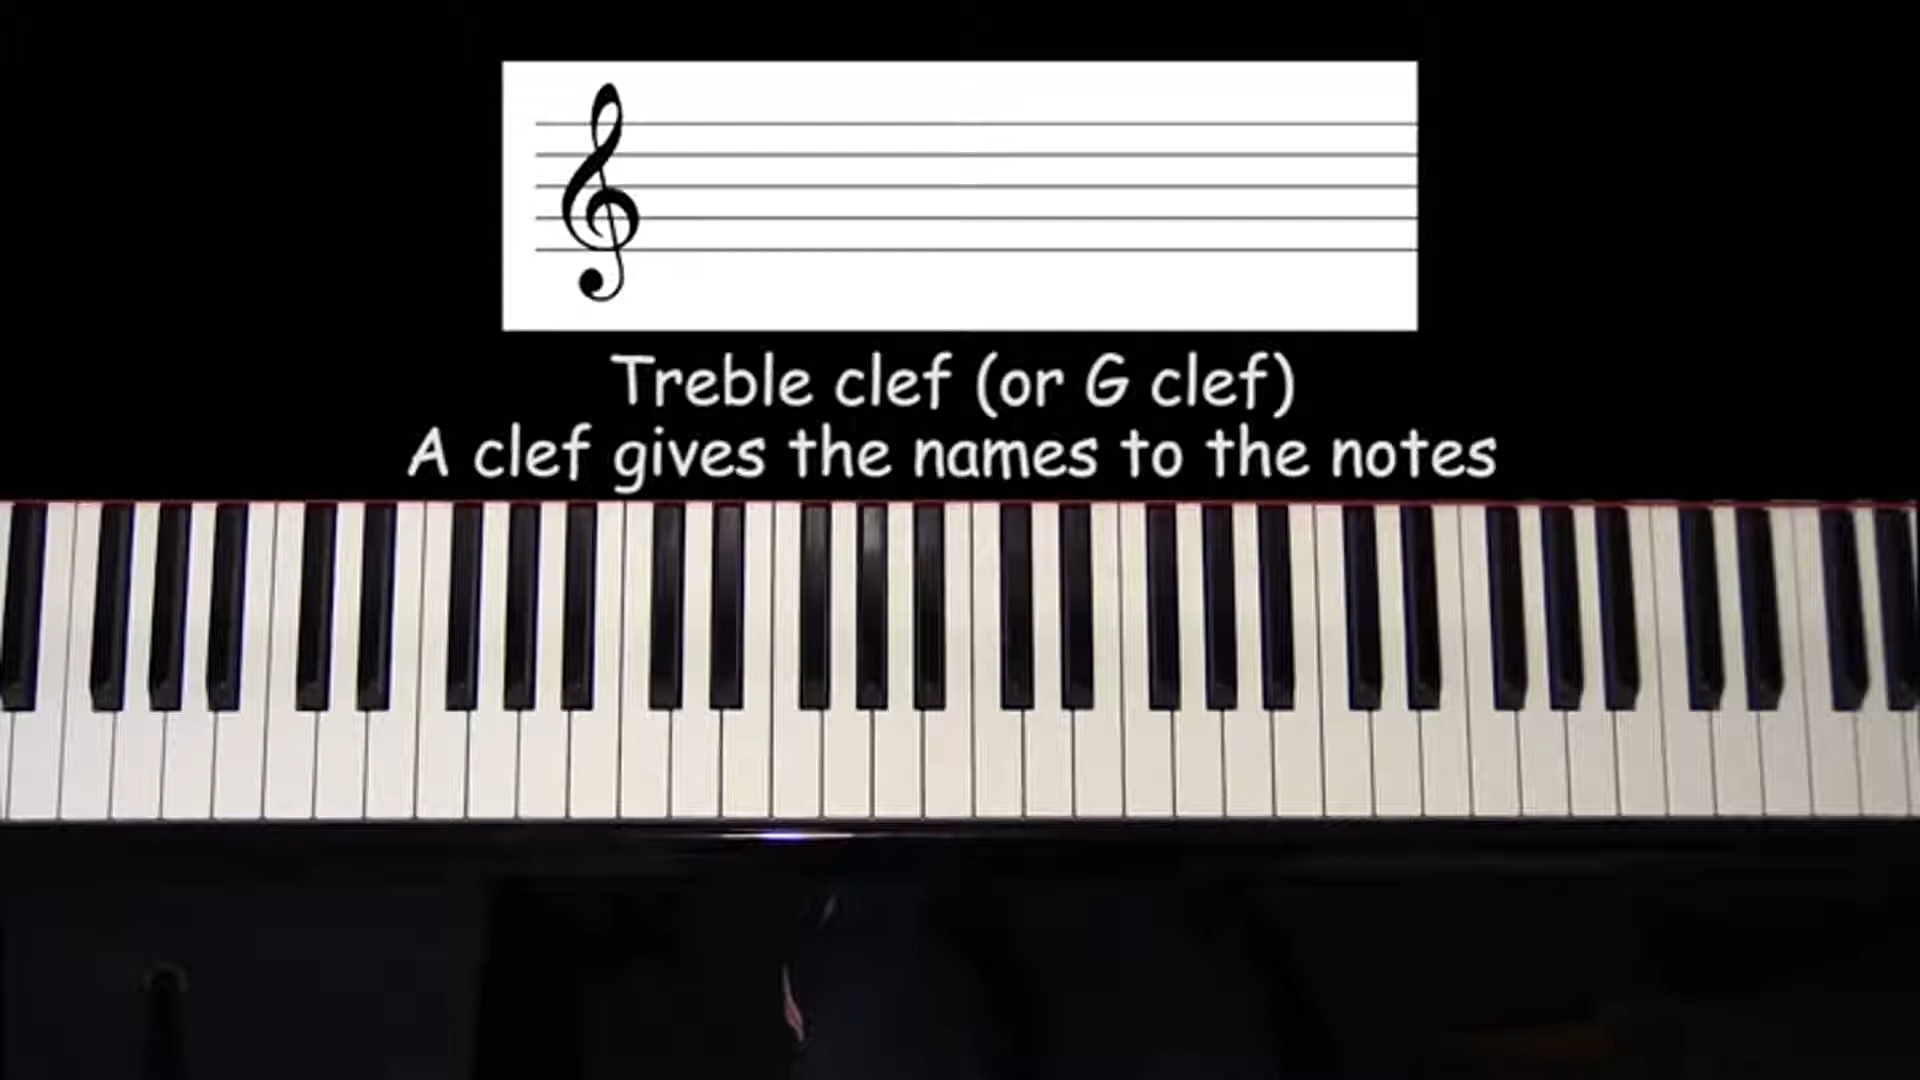 Treble clef (or G clef)
A clef gives the names to the notes